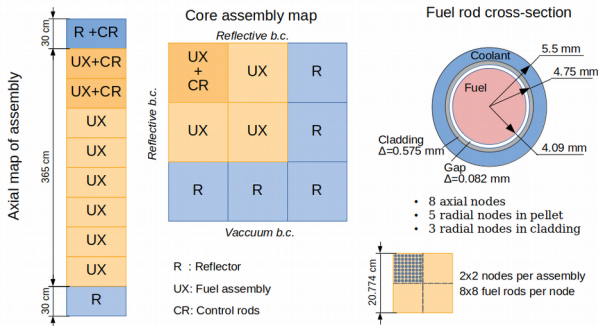 Axial map of assembly
30 cm
365 cm
30 cm
R +CR
UX+CR
UX+CR
UX
UX
UX
UX
UX
UX
R
Core assembly map
Reflective b.c.
Reflective b.c.
UX
+
CR
UX
R
UX
UX
R
R
R
R
Vaccuum b.c.
R : Reflector
UX: Fuel assembly
CR: Control rods
Fuel rod cross-section
Coolant
Fuel
5.5 mm
4.75 mm
4.09 mm
Cladding
Δ=0.575 mm
Gap
Δ=0.082 mm
• 8 axial nodes
• 5 radial nodes in pellet
• 3 radial nodes in cladding
20.774 cm
2x2 nodes per assembly
8x8 fuel rods per node